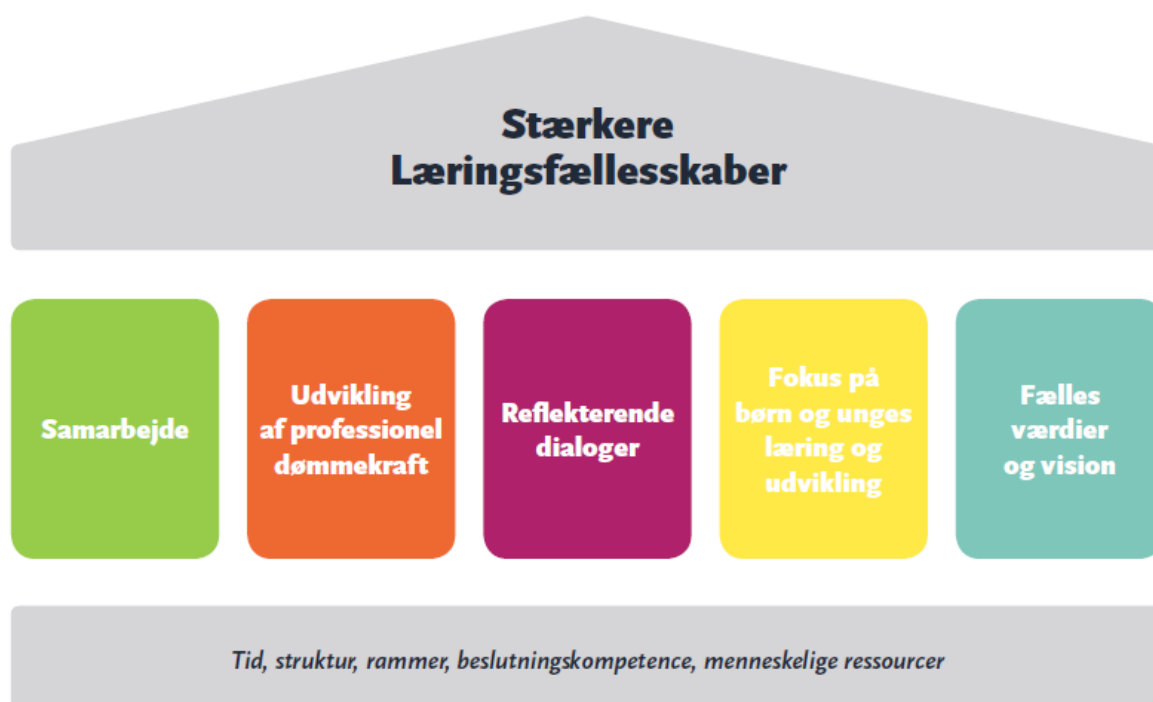 Stærkere
Læringsfællesskaber
Samarbejde
Udvikling
af professionel
dømmekraft
Reflekterende
dialoger
Fokus på
børn og unges
læring og
udvikling
Fælles
værdier
og vision
Tid, struktur, rammer, beslutningskompetence, menneskelige ressourcer